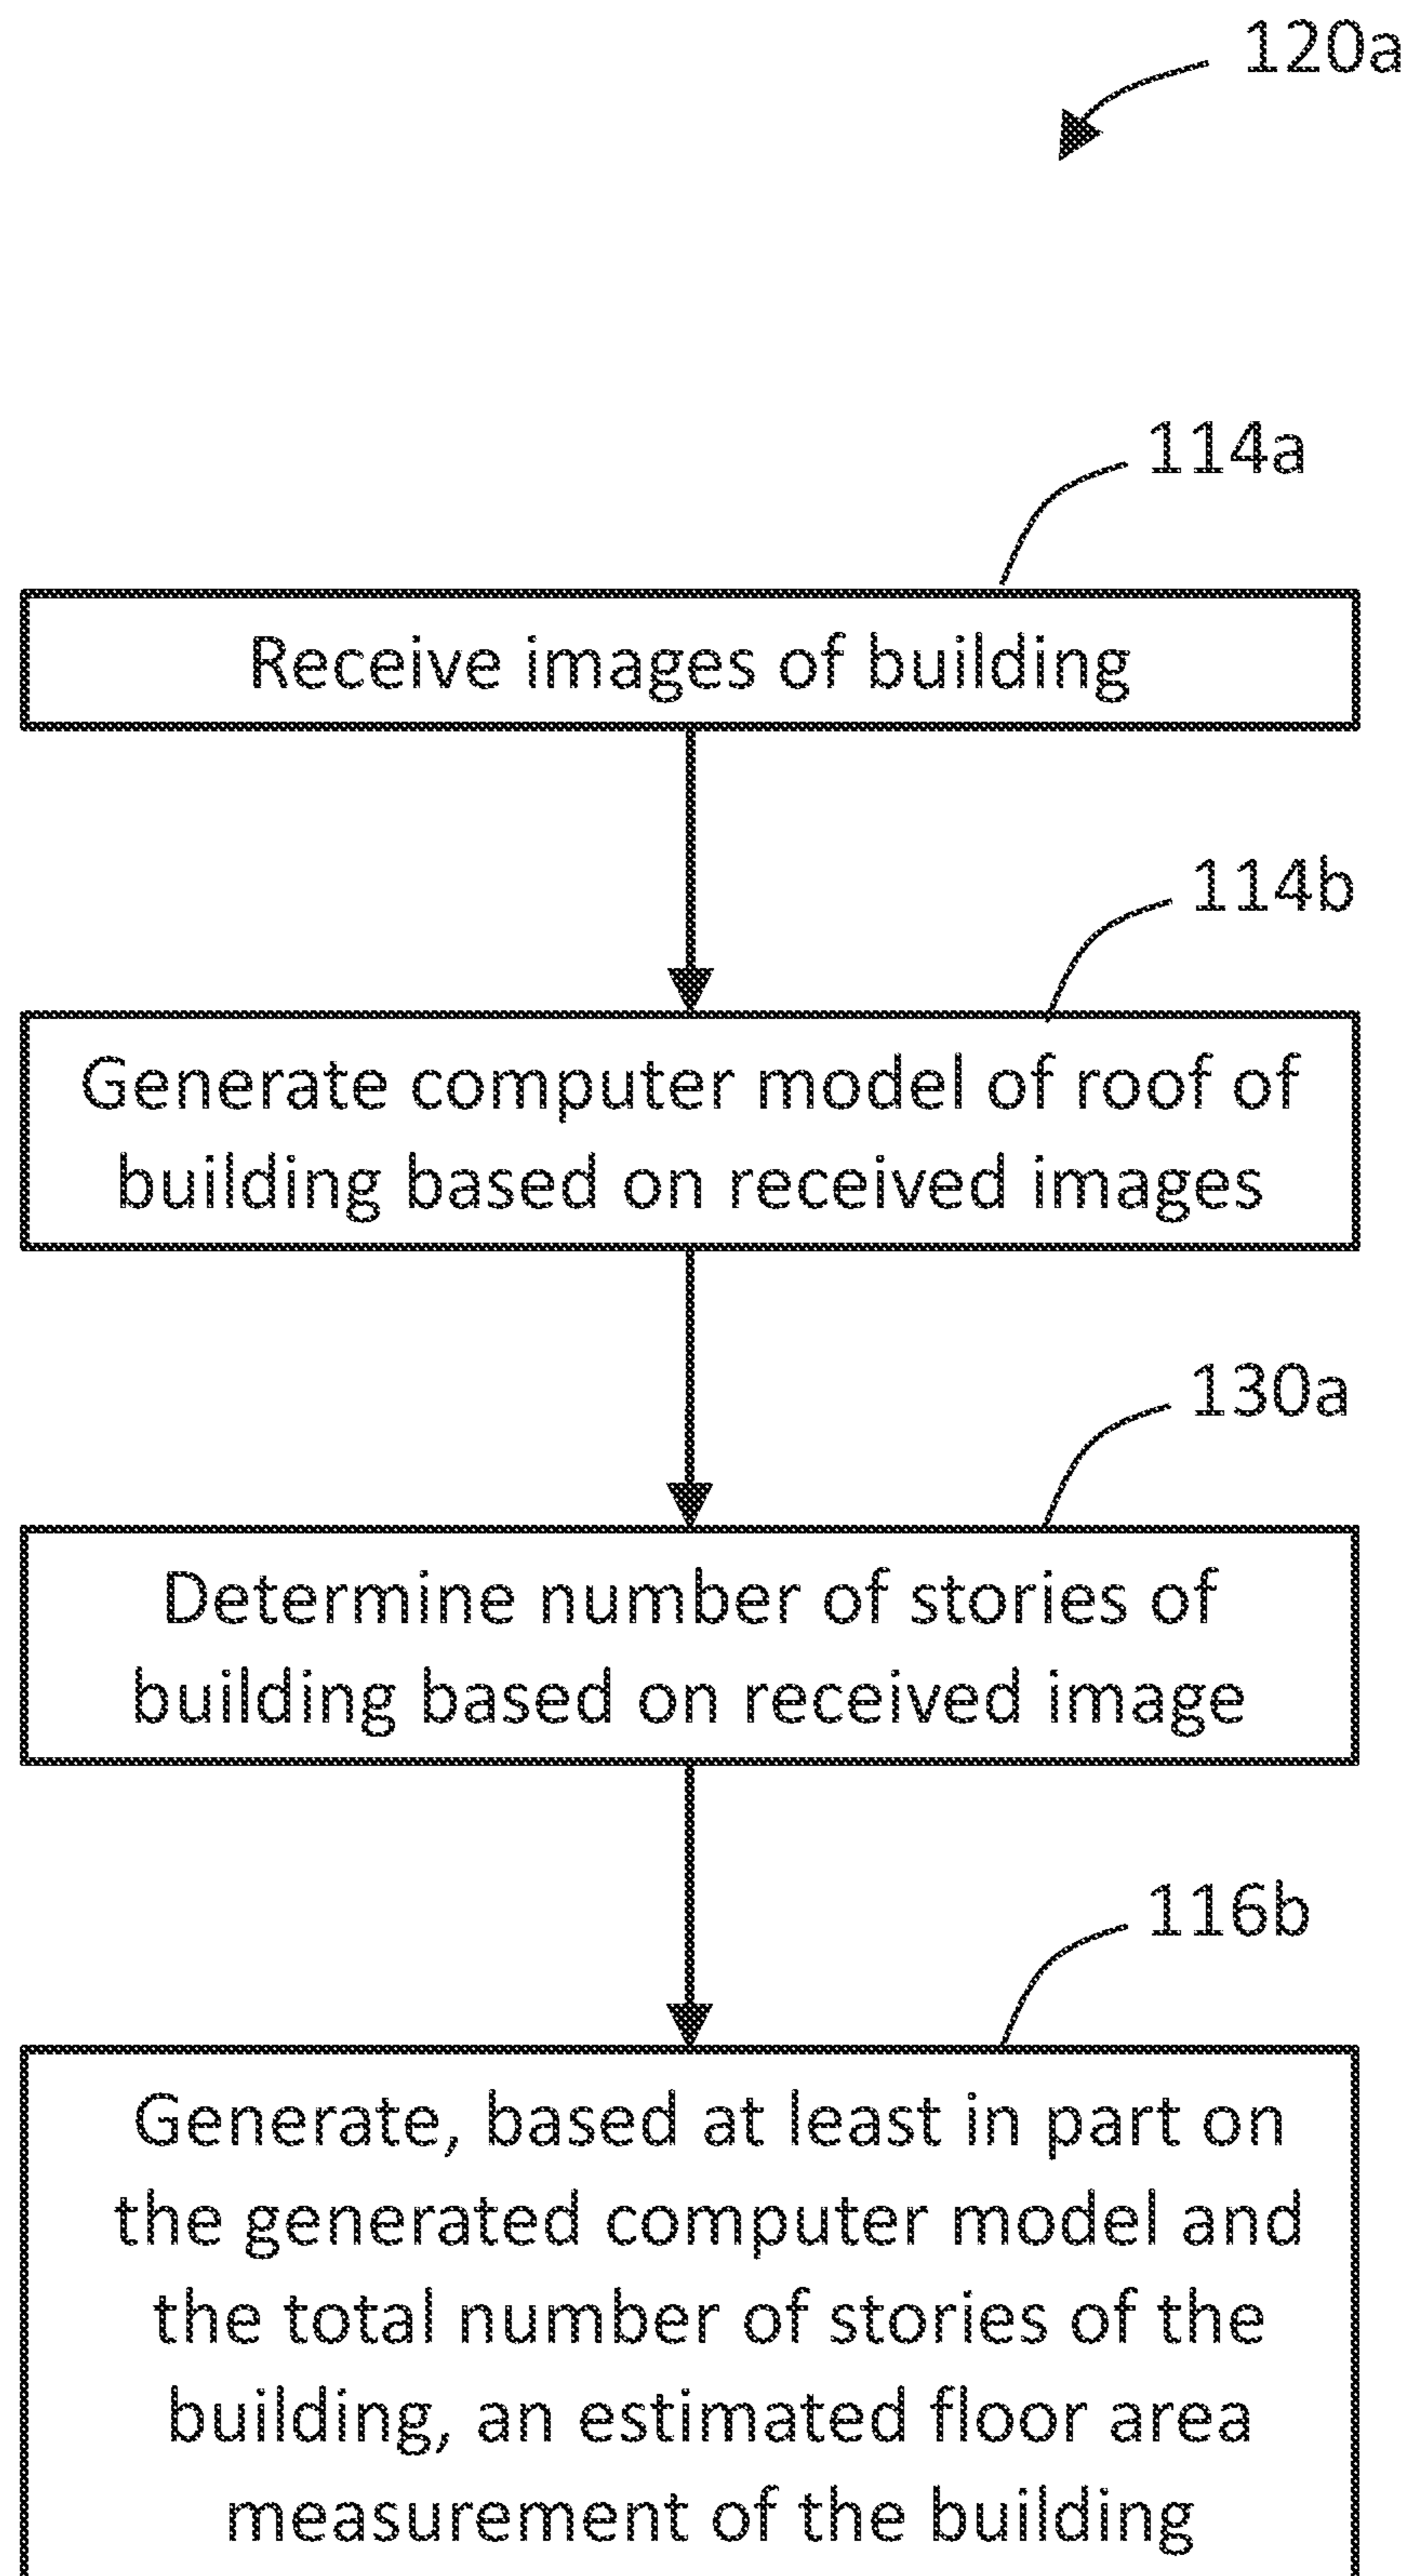 120a
114a
Receive images of building
114b
Generate computer model of roof of
building based on received images
130a
Determine number of stories of
building based on received image
116b
Generate, based at least in part on
the generated computer model and
the total number of stories of the
building, an estimated floor area
measurement of the building